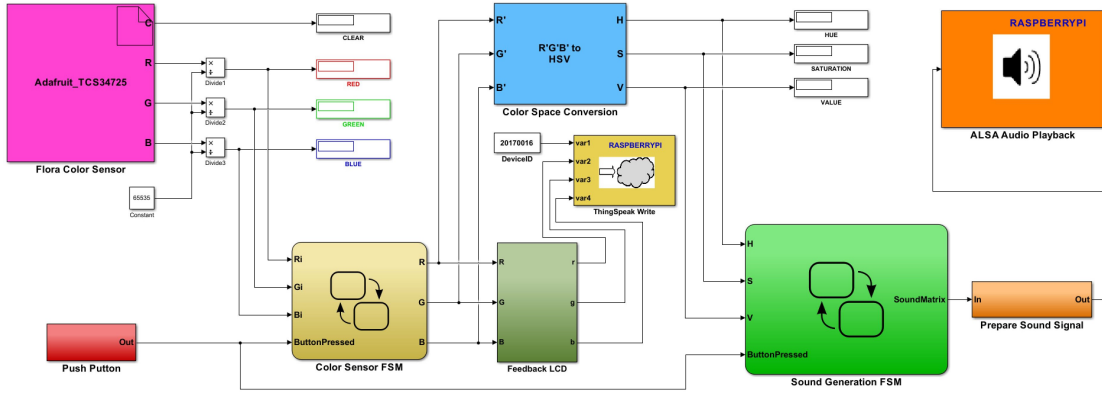 C
CLEAR
R
Adafruit_TCS34725
×
÷
Divide1
RED
G
×
÷
Divide2
GREEN
B
×
÷
Divide3
BLUE
Flora Color Sensor
65535
Constant
R'
G'
B'
R'G'B' to
HSV
H
S
V
Color Space Conversion
HUE
SATURATION
VALUE
RASPBERRYPI
ALSA Audio Playback
20170016
DeviceID
var1
var2
var3
var4
RASPBERRYPI
ThingSpeak Write
Ri
Gi
Bi
ButtonPressed
R
G
B
Color Sensor FSM
R
G
B
r
g
b
Feedback LCD
H
S
V
ButtonPressed
SoundMatrix
Sound Generation FSM
In
Out
Prepare Sound Signal
Out
Push Putton